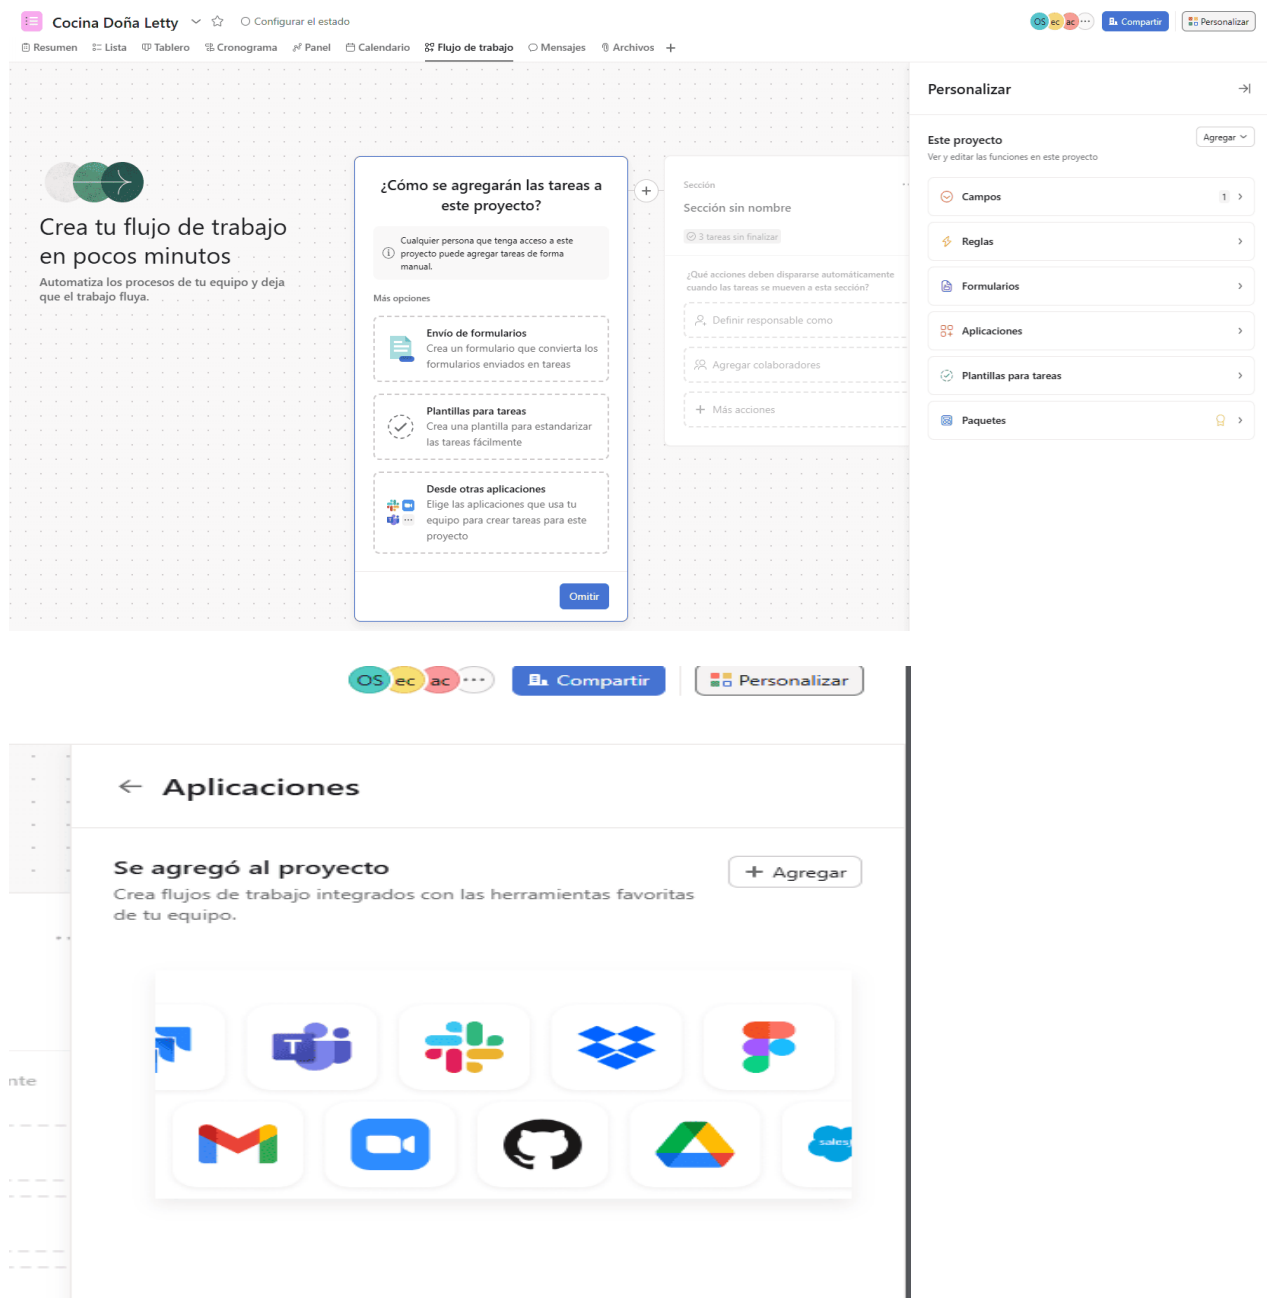 Cocina Doña Letty
Configurar el estado
OS ec ac ···
Compartir
Personalizar
Resumen Lista Tablero Cronograma Panel Calendario Flujo de trabajo Mensajes Archivos +
Crea tu flujo de trabajo
en pocos minutos
Automatiza los procesos de tu equipo y deja
que el trabajo fluya.
¿Cómo se agregarán las tareas a
este proyecto?
Cualquier persona que tenga acceso a este
proyecto puede agregar tareas de forma
manual.
Más opciones
Envío de formularios
Crea un formulario que convierta los
formularios enviados en tareas
Plantillas para tareas
Crea una plantilla para estandarizar
las tareas fácilmente
Desde otras aplicaciones
Elige las aplicaciones que usa tu
equipo para crear tareas para este
proyecto
Omitir
Sección
Sección sin nombre
3 tareas sin finalizar
¿Qué acciones deben dispararse automáticamente
cuando las tareas se mueven a esta sección?
Definir responsable como
Agregar colaboradores
+ Más acciones
Personalizar
Este proyecto
Agregar
Ver y editar las funciones en este proyecto
Campos 1
Reglas
Formularios
Aplicaciones
Plantillas para tareas
Paquetes
OS ec ac ···
Compartir
Personalizar
Aplicaciones
Se agregó al proyecto
+ Agregar
Crea flujos de trabajo integrados con las herramientas favoritas
de tu equipo.
nte
T
sales